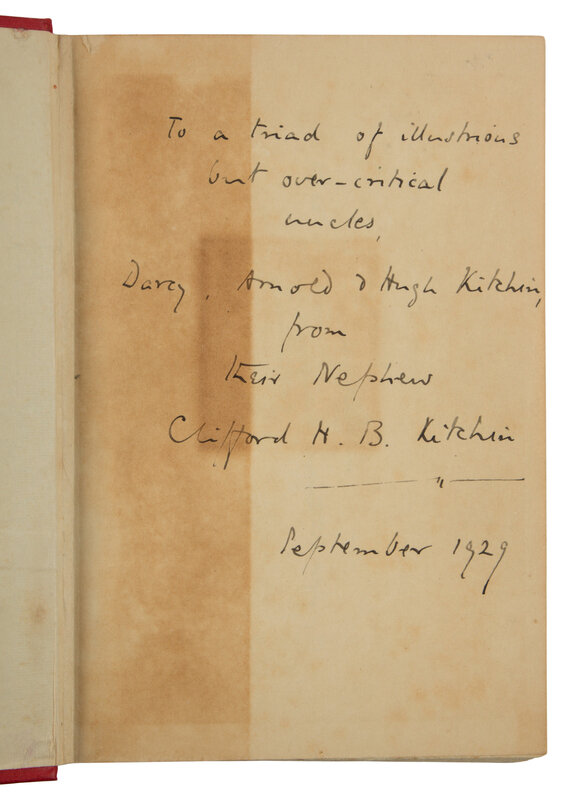 To a triad of illustrious
but over-critical
uncles,
Darcy, Arnold & Hugh Kitchin,
from
their Nephew
Clifford H. B. Kitchin
September 1929